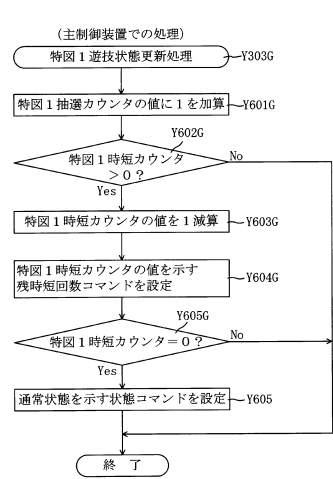 (主制御装置での処理)
特図１遊技状態更新処理 Y303G
特図１抽選カウンタの値に１を加算 Y601G
Y602G
特図１時短カウンタ
＞０？
No
Yes
特図１時短カウンタの値を１減算 Y603G
特図１時短カウンタの値を示す
残時短回数コマンドを設定
Y604G
Y605G
特図１時短カウンタ＝０？
No
Yes
通常状態を示す状態コマンドを設定 Y605
終 了